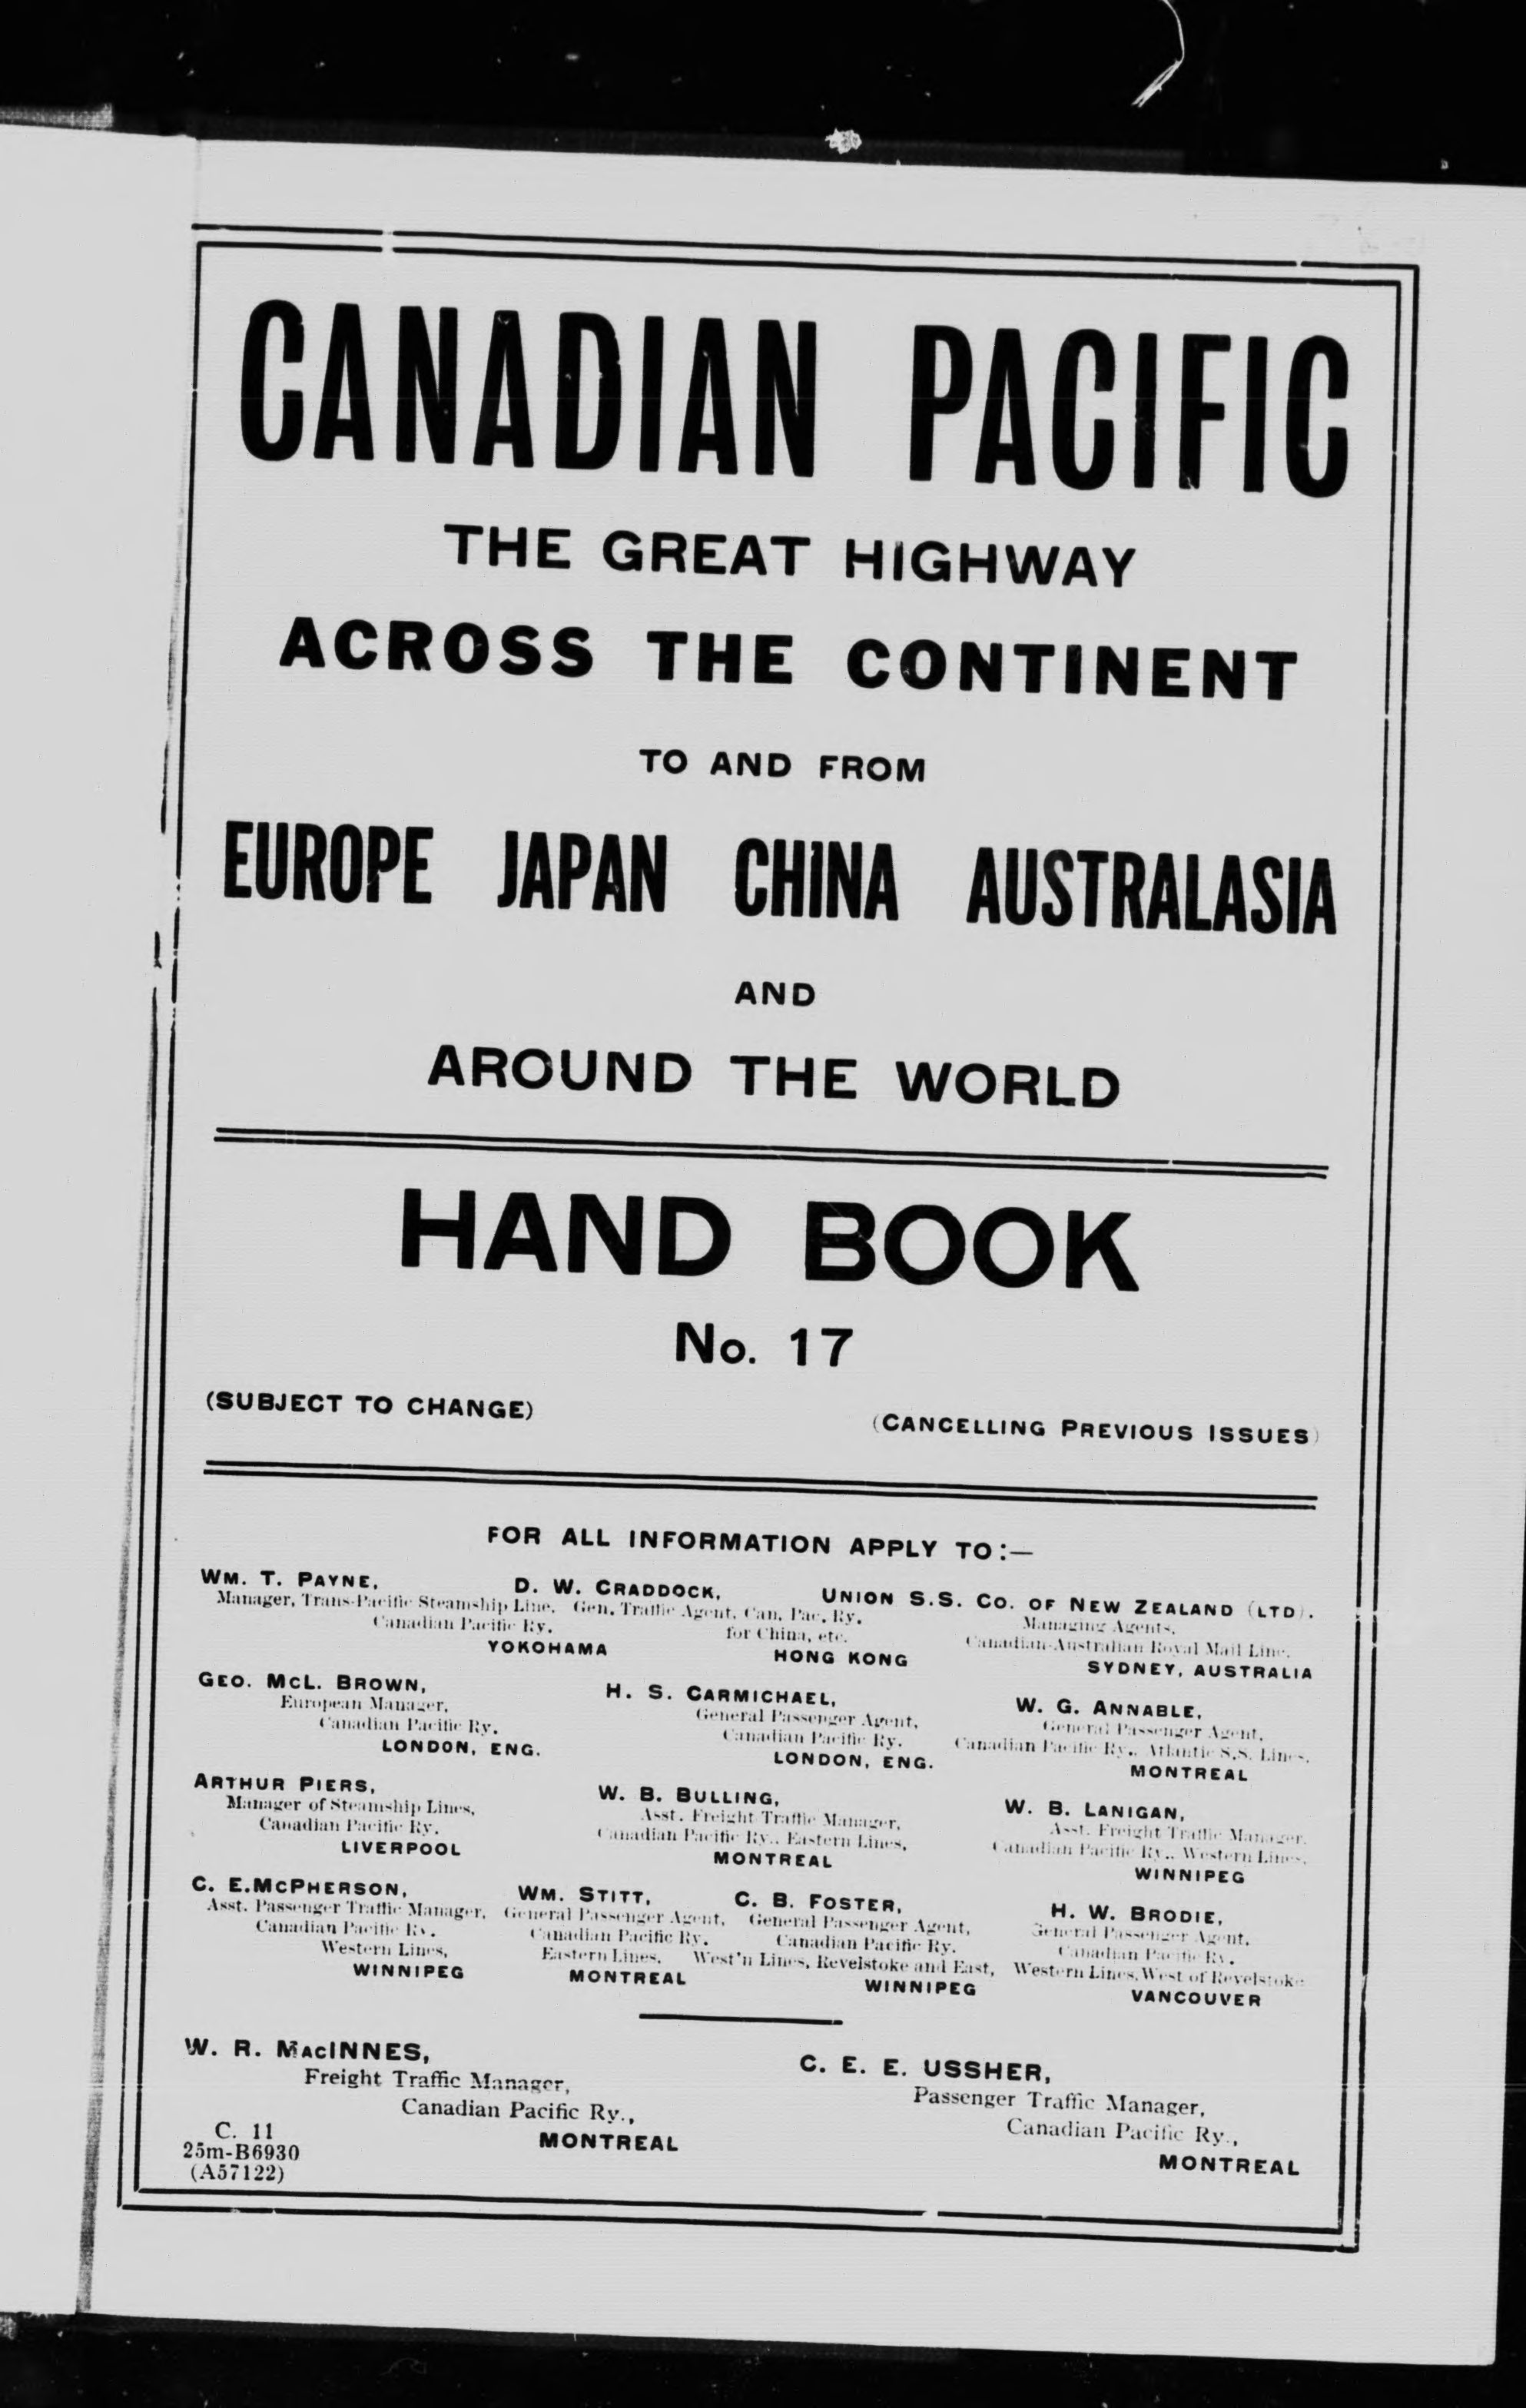 CANADIAN PACIFIC
THE GREAT HIGHWAY
ACROSS THE CONTINENT
TO AND FROM
EUROPE JAPAN CHINA AUSTRALASIA
AND
AROUND THE WORLD
HAND BOOK
No. 17
(SUBJECT TO CHANGE)
(CANCELLING PREVIOUS ISSUES)
FOR ALL INFORMATION APPLY TO:—
WM. T. PAYNE,
Manager, Trans-Pacific Steamship Line,
Canadian Pacific Ry.
YOKOHAMA
D. W. CRADDOCK,
Gen. Traffic Agent, Can. Pac. Ry.
for China, etc.
HONG KONG
UNION S.S. CO. OF NEW ZEALAND (LTD).
Managing Agents,
Canadian-Australian Royal Mail Line,
SYDNEY, AUSTRALIA
GEO. MCL. BROWN,
European Manager,
Canadian Pacific Ry.
LONDON, ENG.
H. S. CARMICHAEL,
General Passenger Agent,
Canadian Pacific Ry.
LONDON, ENG.
W. G. ANNABLE,
General Passenger Agent,
Canadian Pacific Ry., Atlantic S.S. Lines,
MONTREAL
ARTHUR PIERS,
Manager of Steamship Lines,
Canadian Pacific Ry.
LIVERPOOL
W. B. BULLING,
Asst. Freight Traffic Manager,
Canadian Pacific Ry., Eastern Lines,
MONTREAL
W. B. LANIGAN,
Asst. Freight Traffic Manager,
Canadian Pacific Ry., Western Lines,
WINNIPEG
C. E. MCPHERSON,
Asst. Passenger Traffic Manager,
Canadian Pacific Ry.
Western Lines,
WINNIPEG
WM. STITT,
General Passenger Agent,
Canadian Pacific Ry.
Eastern Lines,
MONTREAL
C. B. FOSTER,
General Passenger Agent,
Canadian Pacific Ry.
West'n Lines, Revelstoke and East,
WINNIPEG
H. W. BRODIE,
General Passenger Agent,
Canadian Pacific Ry.
Western Lines, West of Revelstoke
VANCOUVER
W. R. MACINNES,
Freight Traffic Manager,
Canadian Pacific Ry.,
MONTREAL
C. E. E. USSHER,
Passenger Traffic Manager,
Canadian Pacific Ry.,
MONTREAL
C. 11
25m-B6930
(A57122)